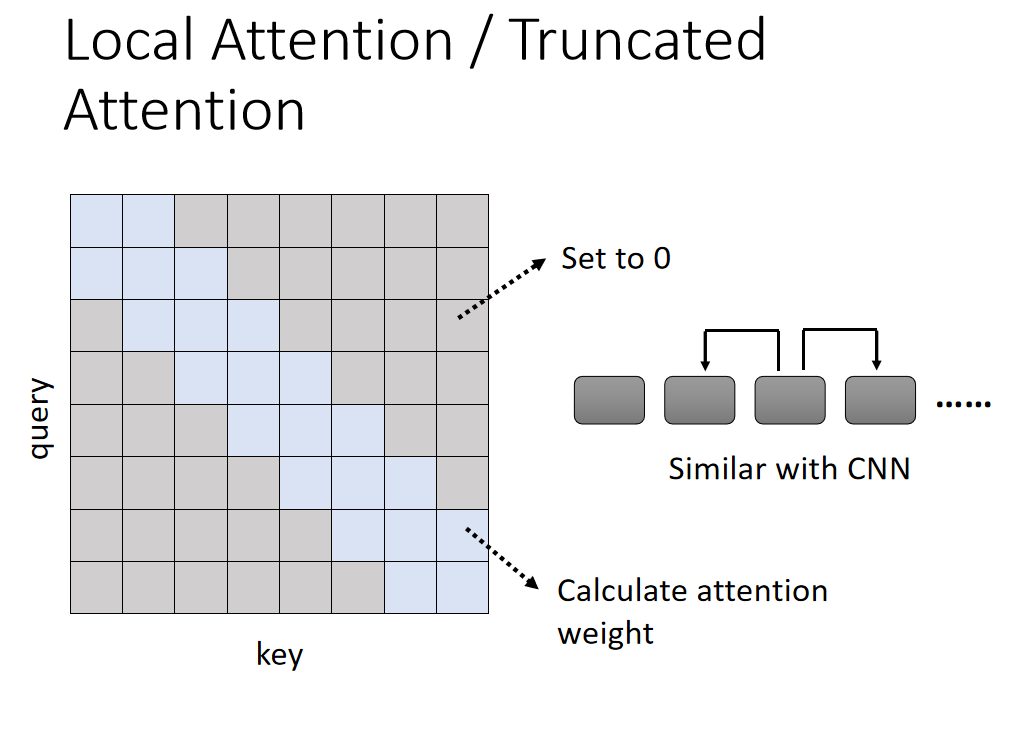 Local Attention / Truncated
Attention
Set to 0
query
......
Similar with CNN
Calculate attention
weight
key